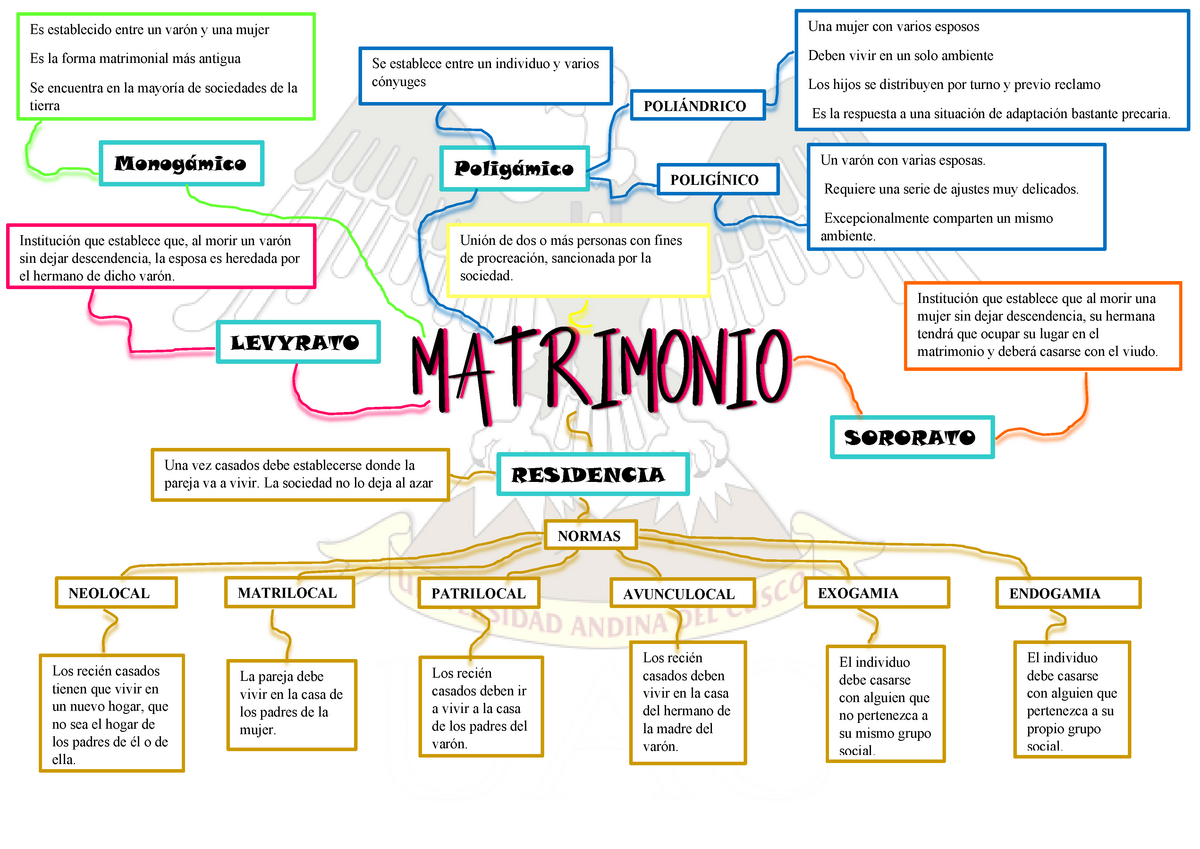 Es establecido entre un varón y una mujer
Es la forma matrimonial más antigua
Se encuentra en la mayoría de sociedades de la
tierra
Monogámico
Se establece entre un individuo y varios
cónyuges
Poligámico
POLIÁNDRICO
Una mujer con varios esposos
Deben vivir en un solo ambiente
Los hijos se distribuyen por turno y previo reclamo
Es la respuesta a una situación de adaptación bastante precaria.
POLIGÍNICO
Un varón con varias esposas.
Requiere una serie de ajustes muy delicados.
Excepcionalmente comparten un mismo
ambiente.
Institución que establece que, al morir un varón
sin dejar descendencia, la esposa es heredada por
el hermano de dicho varón.
LEVYRATO
Unión de dos o más personas con fines
de procreación, sancionada por la
sociedad.
MATRIMONIO
Institución que establece que al morir una
mujer sin dejar descendencia, su hermana
tendrá que ocupar su lugar en el
matrimonio y deberá casarse con el viudo.
SORORATO
Una vez casados debe establecerse donde la
pareja va a vivir. La sociedad no lo deja al azar
RESIDENCIA
NORMAS
NEOLOCAL
Los recién casados
tienen que vivir en
un nuevo hogar, que
no sea el hogar de
los padres de él o de
ella.
MATRILOCAL
La pareja debe
vivir en la casa de
los padres de la
mujer.
PATRILOCAL
Los recién
casados deben ir
a vivir a la casa
de los padres del
varón.
AVUNCULOCAL
Los recién
casados deben
vivir en la casa
del hermano de
la madre del
varón.
EXOGAMIA
El individuo
debe casarse
con alguien que
no pertenezca a
su mismo grupo
social.
ENDOGAMIA
El individuo
debe casarse
con alguien que
pertenezca a su
propio grupo
social.
UNIVERSIDAD ANDINA DEL CUSCO
UAC